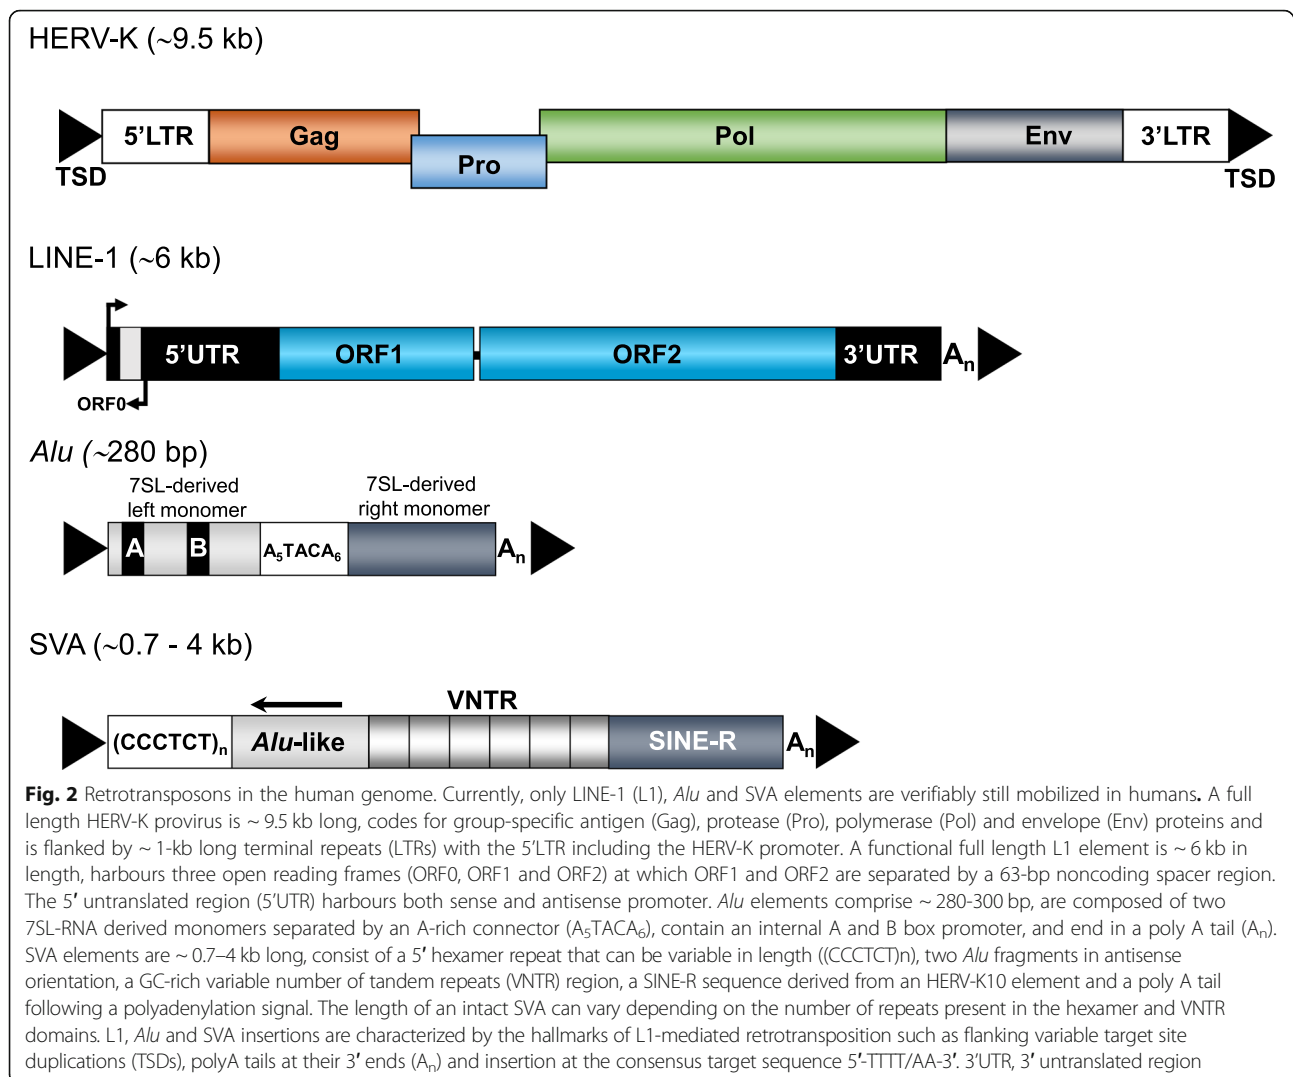 HERV-K (~9.5 kb)
5'LTR Gag Pro Pol Env 3'LTR
TSD TSD
LINE-1 (~6 kb)
5'UTR ORF1 ORF2 3'UTR An
ORF0
Alu (~280 bp)
7SL-derived left monomer
7SL-derived right monomer
A B A5TACA6 An
SVA (~0.7 - 4 kb)
VNTR
(CCCTCT)n Alu-like SINE-R An
Fig. 2 Retrotransposons in the human genome. Currently, only LINE-1 (L1), Alu and SVA elements are verifiably still mobilized in humans. A full
length HERV-K provirus is ~ 9.5 kb long, codes for group-specific antigen (Gag), protease (Pro), polymerase (Pol) and envelope (Env) proteins and
is flanked by ~ 1-kb long terminal repeats (LTRs) with the 5'LTR including the HERV-K promoter. A functional full length L1 element is ~ 6 kb in
length, harbours three open reading frames (ORF0, ORF1 and ORF2) at which ORF1 and ORF2 are separated by a 63-bp noncoding spacer region.
The 5′ untranslated region (5'UTR) harbours both sense and antisense promoter. Alu elements comprise ~ 280-300 bp, are composed of two
7SL-RNA derived monomers separated by an A-rich connector (A5TACA6), contain an internal A and B box promoter, and end in a poly A tail (An).
SVA elements are ~ 0.7–4 kb long, consist of a 5′ hexamer repeat that can be variable in length ((CCCTCT)n), two Alu fragments in antisense
orientation, a GC-rich variable number of tandem repeats (VNTR) region, a SINE-R sequence derived from an HERV-K10 element and a poly A tail
following a polyadenylation signal. The length of an intact SVA can vary depending on the number of repeats present in the hexamer and VNTR
domains. L1, Alu and SVA insertions are characterized by the hallmarks of L1-mediated retrotransposition such as flanking variable target site
duplications (TSDs), polyA tails at their 3′ ends (An) and insertion at the consensus target sequence 5′-TTTT/AA-3′. 3'UTR, 3′ untranslated region